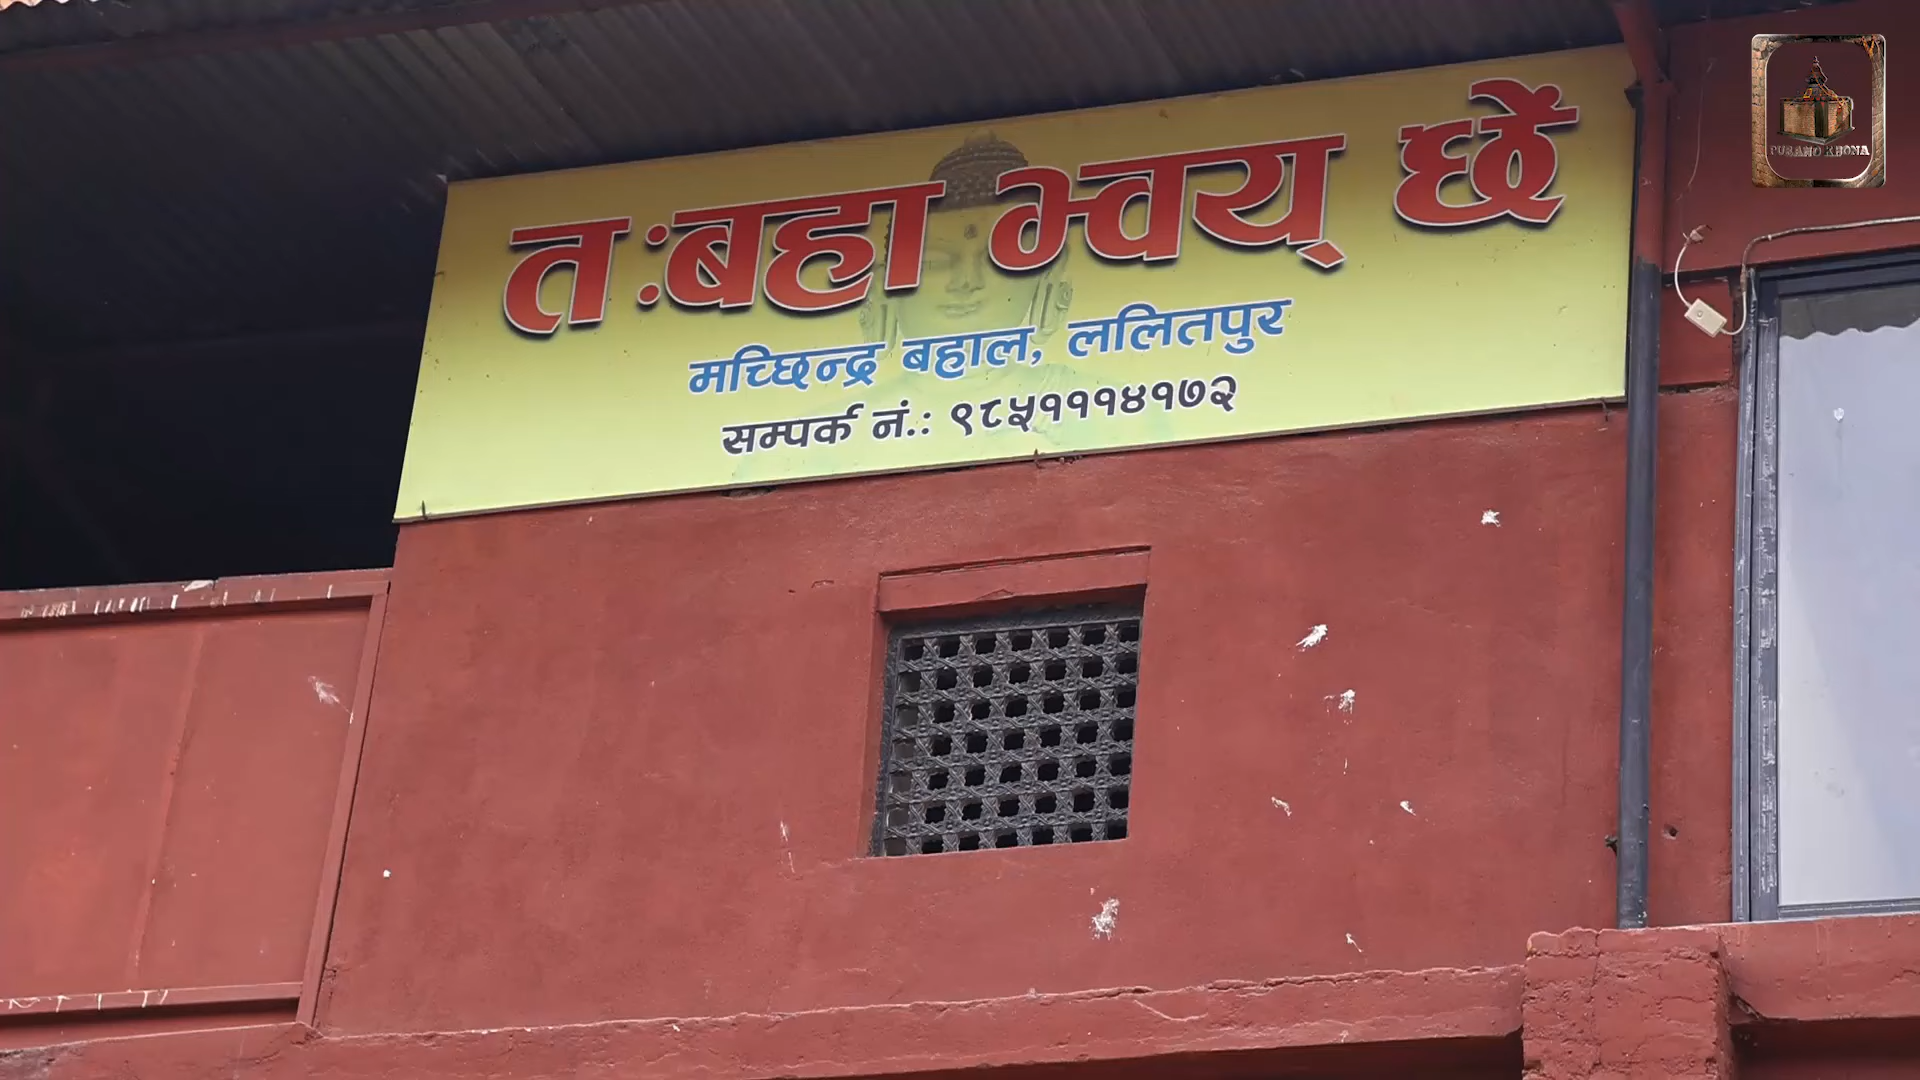 तःबहा भ्वय् छेँ
मच्छिन्द्र बहाल, ललितपुर
सम्पर्क नं.: ९८५१११४१७२
PURANO KHONA